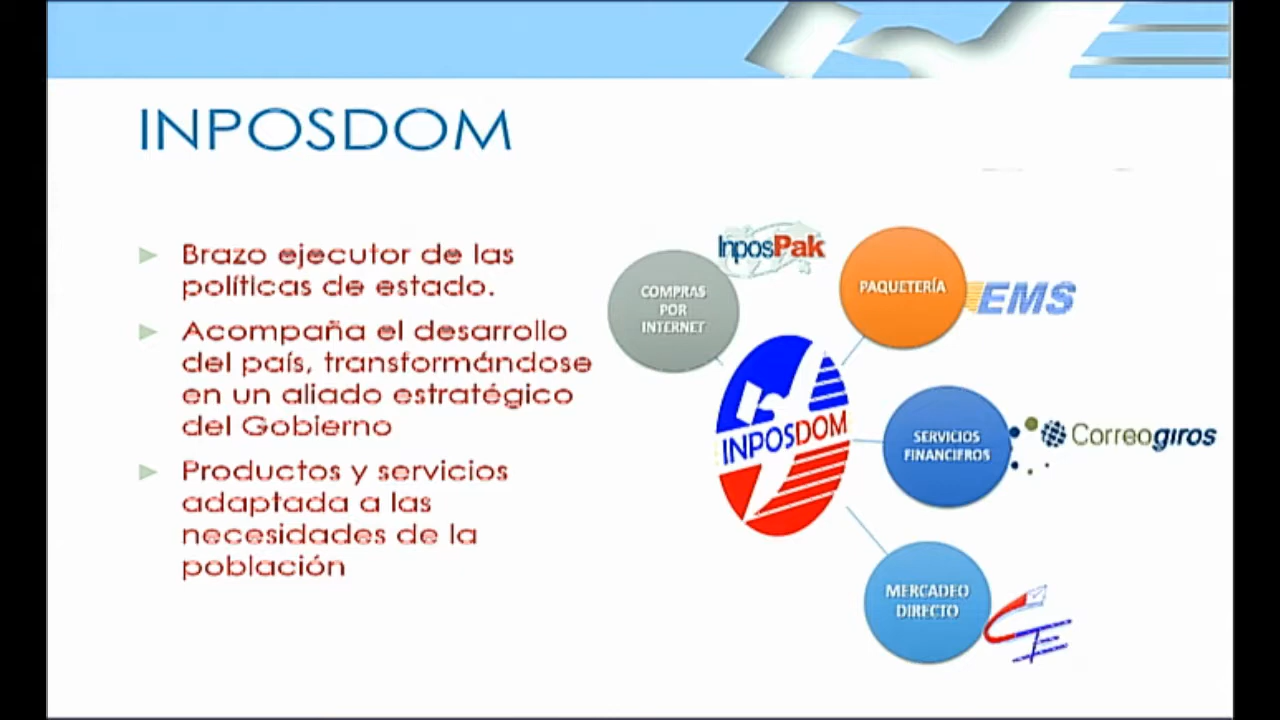 INPOSDOM
Brazo ejecutor de las
políticas de estado.
Acompaña el desarrollo
del país, transformándose
en un aliado estratégico
del Gobierno
Productos y servicios
adaptada a las
necesidades de la
población
InposPak
COMPRAS
POR
INTERNET
PAQUETERÍA
EMS
INPOSDOM
SERVICIOS
FINANCIEROS
Correogiros
MERCADEO
DIRECTO